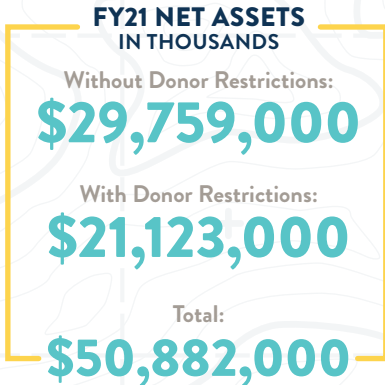 FY21 NET ASSETS
IN THOUSANDS
Without Donor Restrictions:
$29,759,000
With Donor Restrictions:
$21,123,000
Total:
$50,882,000